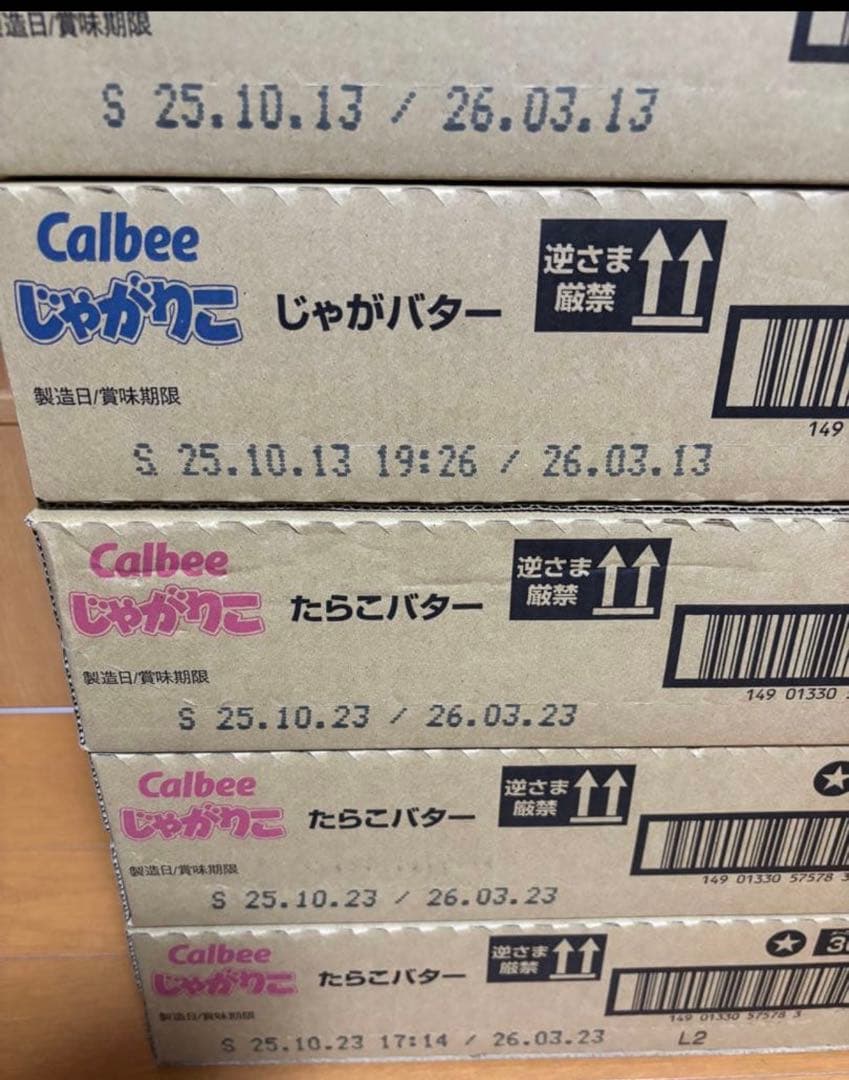 製造日/賞味期限
S 25.10.13 / 26.03.13
Calbee
じゃがりこ じゃがバター
逆さま
厳禁
製造日/賞味期限
149
S 25.10.13 19:26 / 26.03.13
Calbee
じゃがりこ たらこバター
逆さま
厳禁
製造日/賞味期限
149 01330
S 25.10.23 / 26.03.23
Calbee
じゃがりこ たらこバター
逆さま
厳禁
製造日/賞味期限
149 01330 57578 3
S 25.10.23 / 26.03.23
Calbee
じゃがりこ たらこバター
逆さま
厳禁
製造日/賞味期限
149 01330 57578 3
S 25.10.23 17:14 / 26.03.23
L2